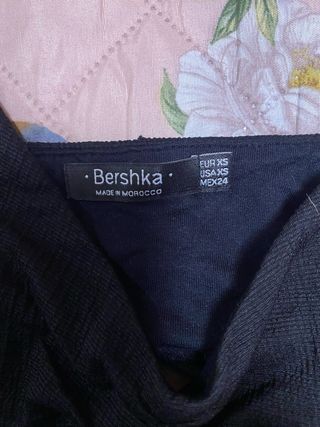 · Bershka ·
MADE IN MOROCCO
EUR XS
USA XS
MEX 24